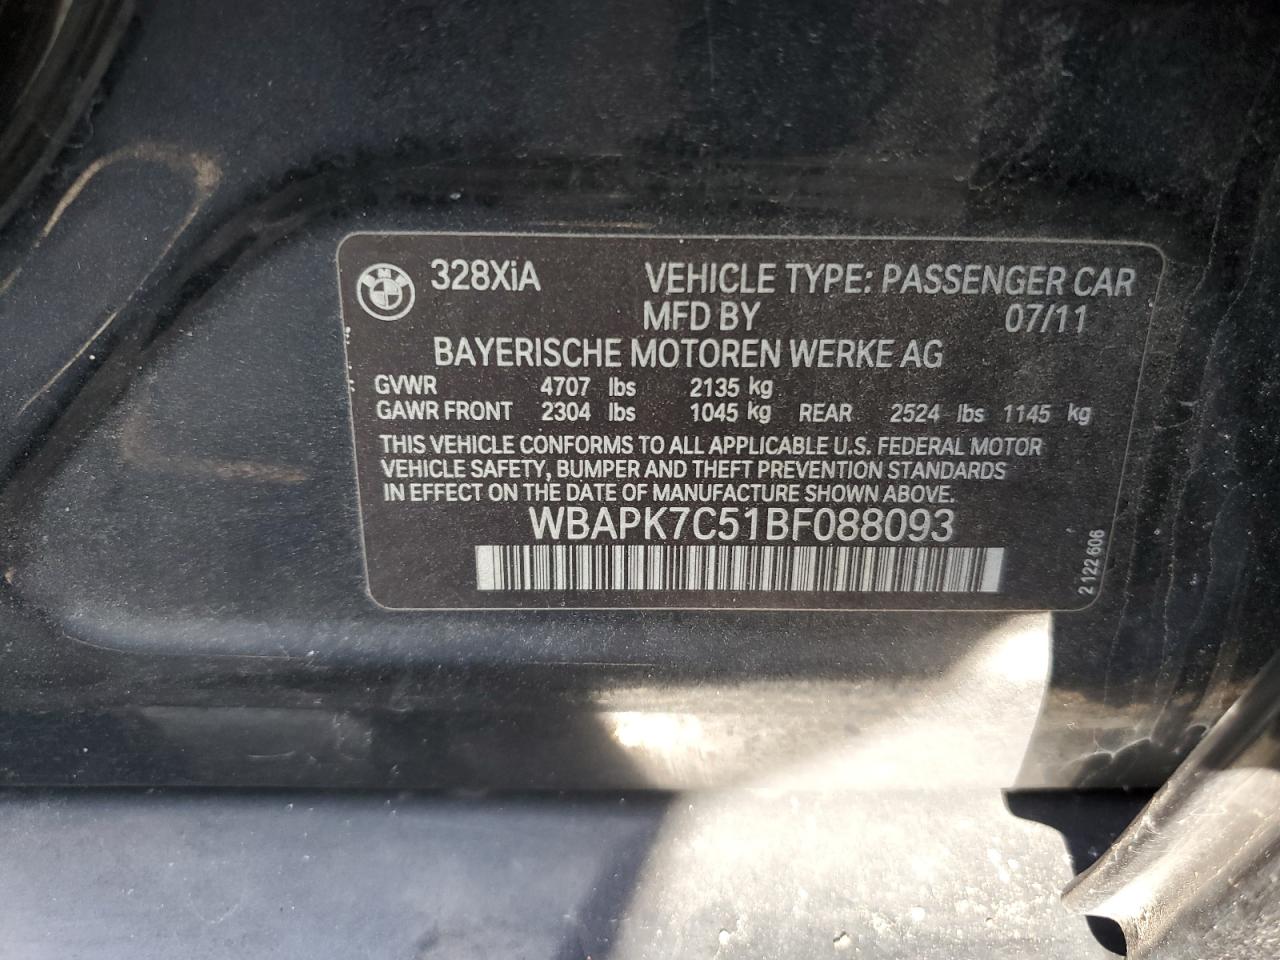 328XiA VEHICLE TYPE: PASSENGER CAR
MFD BY 07/11
BAYERISCHE MOTOREN WERKE AG
GVWR 4707 lbs 2135 kg
GAWR FRONT 2304 lbs 1045 kg REAR 2524 lbs 1145 kg
THIS VEHICLE CONFORMS TO ALL APPLICABLE U.S. FEDERAL MOTOR
VEHICLE SAFETY, BUMPER AND THEFT PREVENTION STANDARDS
IN EFFECT ON THE DATE OF MANUFACTURE SHOWN ABOVE.
WBAPK7C51BF088093
2 122 606